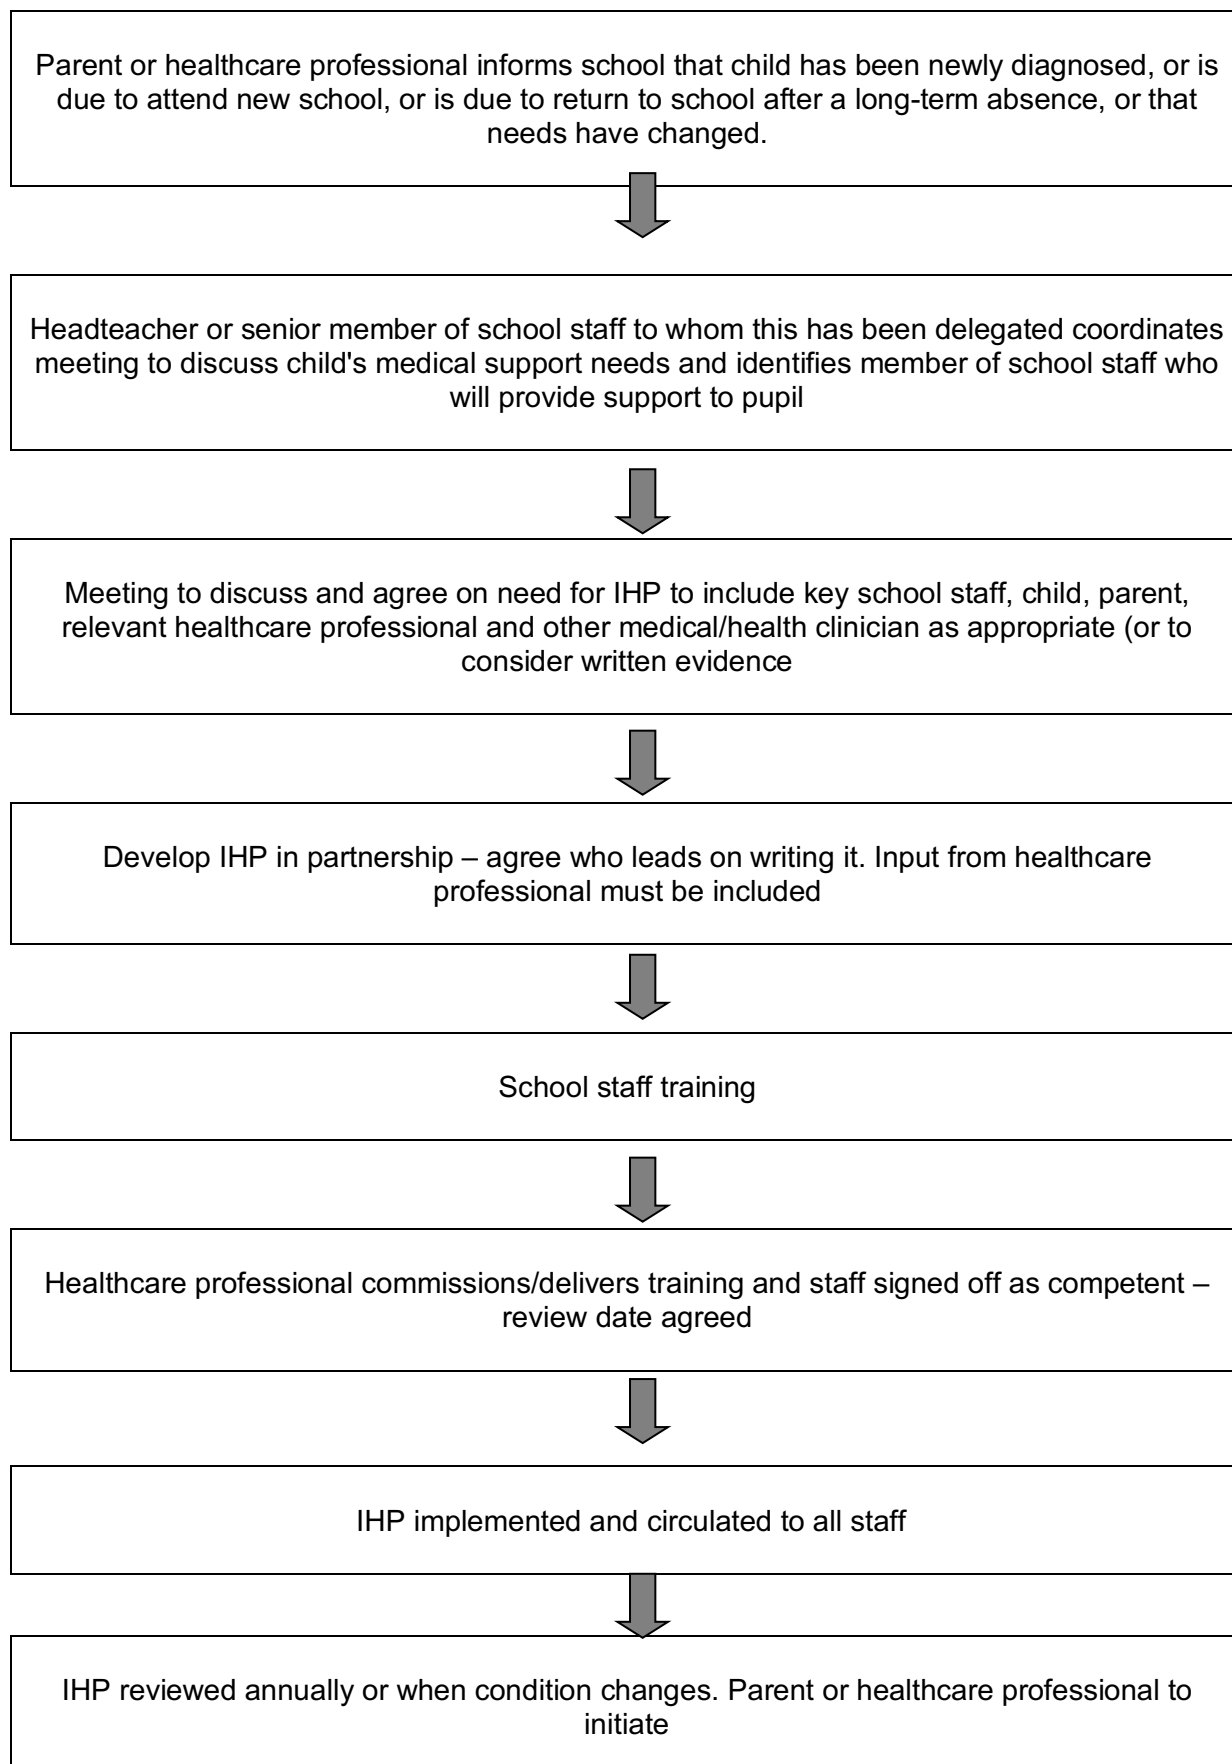 Parent or healthcare professional informs school that child has been newly diagnosed, or is
due to attend new school, or is due to return to school after a long-term absence, or that
needs have changed.
Headteacher or senior member of school staff to whom this has been delegated coordinates
meeting to discuss child's medical support needs and identifies member of school staff who
will provide support to pupil
Meeting to discuss and agree on need for IHP to include key school staff, child, parent,
relevant healthcare professional and other medical/health clinician as appropriate (or to
consider written evidence
Develop IHP in partnership – agree who leads on writing it. Input from healthcare
professional must be included
School staff training
Healthcare professional commissions/delivers training and staff signed off as competent –
review date agreed
IHP implemented and circulated to all staff
IHP reviewed annually or when condition changes. Parent or healthcare professional to
initiate